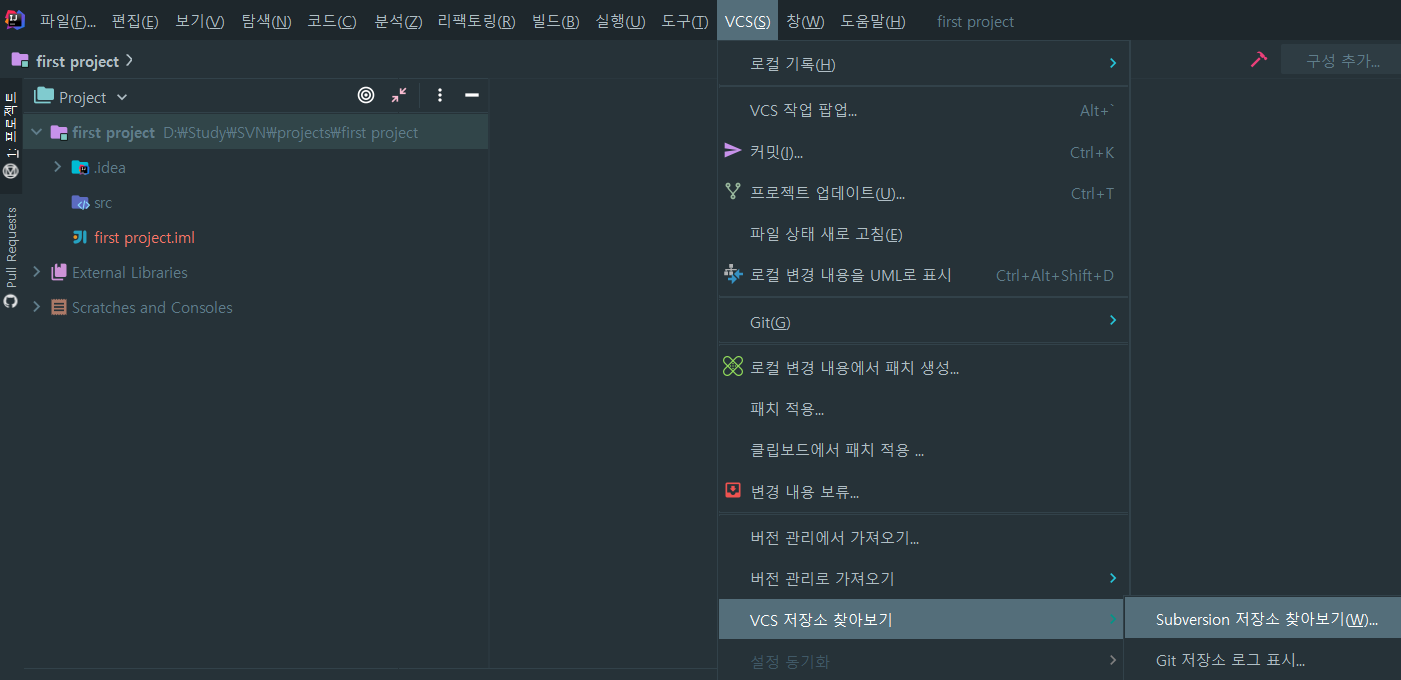 파일(F)... 편집(E) 보기(V) 탐색(N) 코드(C) 분석(Z) 리팩토링(R) 빌드(B) 실행(U) 도구(T) VCS(S) 창(W) 도움말(H) first project
first project
구성 추가...
1: 프로젝트
Pull Requests
Project
first project D:₩Study₩SVN₩projects₩first project
.idea
src
first project.iml
External Libraries
Scratches and Consoles
로컬 기록(H)
VCS 작업 팝업... Alt+`
커밋(I)... Ctrl+K
프로젝트 업데이트(U)... Ctrl+T
파일 상태 새로 고침(E)
로컬 변경 내용을 UML로 표시 Ctrl+Alt+Shift+D
Git(G)
로컬 변경 내용에서 패치 생성...
패치 적용...
클립보드에서 패치 적용 ...
변경 내용 보류...
버전 관리에서 가져오기...
버전 관리로 가져오기
VCS 저장소 찾아보기
설정 동기화
Subversion 저장소 찾아보기(W)...
Git 저장소 로그 표시...